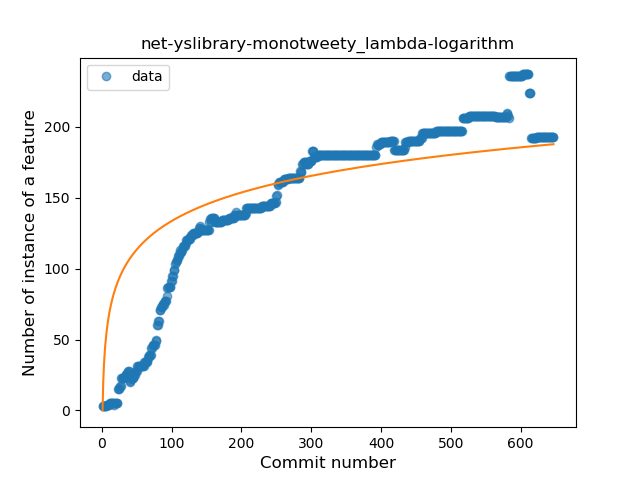 net-yslibrary-monotweety_lambda-logarithm
data
Number of instance of a feature
200
150
100
50
0
0 100 200 300 400 500 600
Commit number